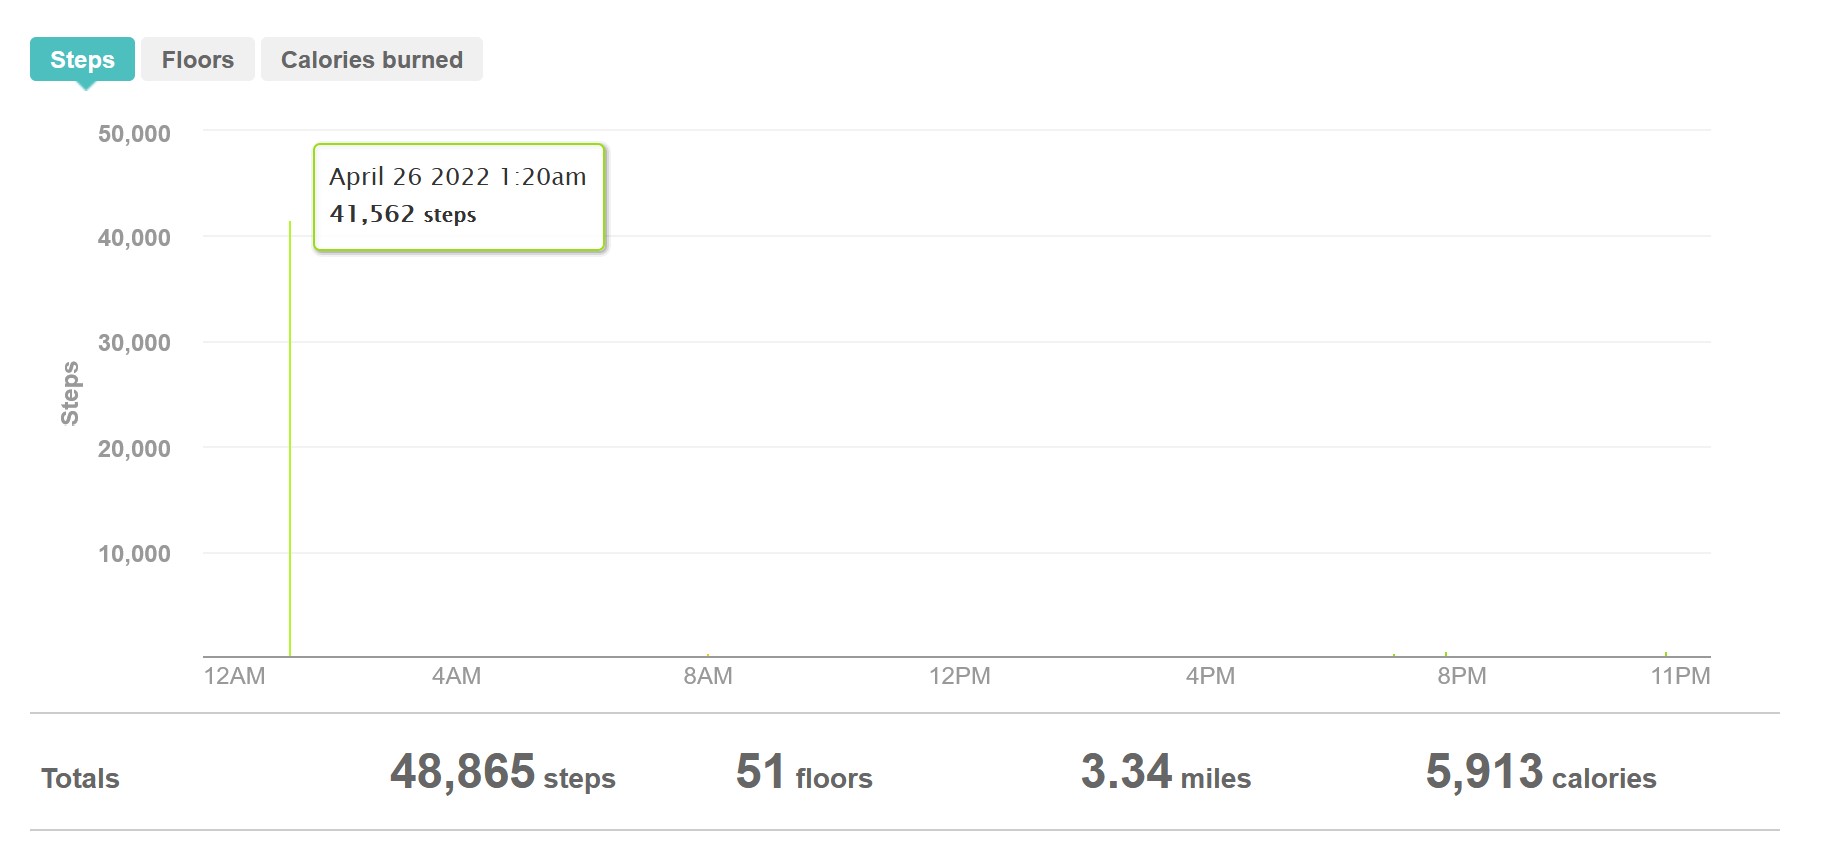 Steps Floors Calories burned
50,000
April 26 2022 1:20am
41,562 steps
40,000
30,000
Steps
20,000
10,000
12AM 4AM 8AM 12PM 4PM 8PM 11PM
Totals 48,865 steps 51 floors 3.34 miles 5,913 calories